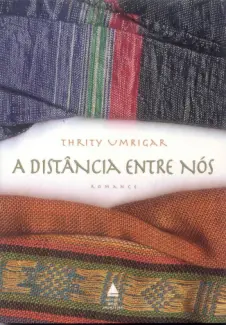 THRITY UMRIGAR
A DISTÂNCIA ENTRE NÓS
ROMANCE